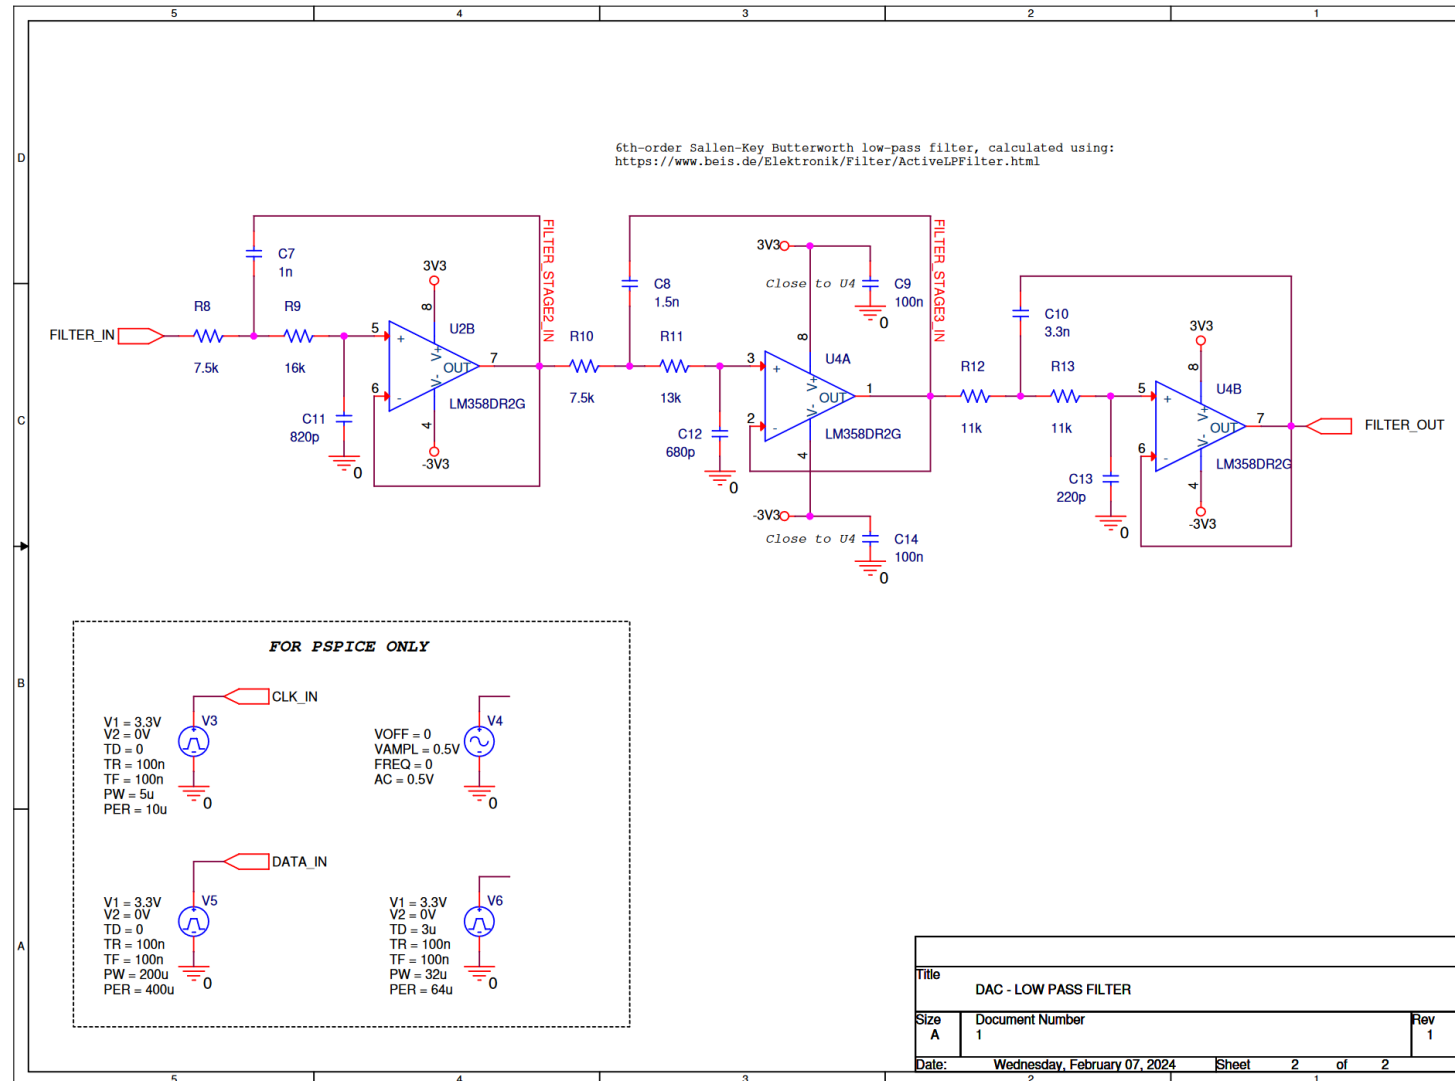 5 4 3 2 1
D
6th-order Sallen-Key Butterworth low-pass filter, calculated using:
https://www.beis.de/Elektronik/Filter/ActiveLPFilter.html
C7
1n
R8
7.5k
R9
16k
FILTER_IN
C11
820p
0
3V3
8
5
+
6
-
V+
V-
OUT
7
U2B
LM358DR2G
4
-3V3
FILTER_STAGE2_IN
R10
7.5k
C8
1.5n
R11
13k
C12
680p
0
3V3
Close to U4
C9
100n
0
8
3
+
2
-
V+
V-
OUT
1
U4A
LM358DR2G
4
-3V3
Close to U4
C14
100n
0
FILTER_STAGE3_IN
R12
11k
C10
3.3n
R13
11k
C13
220p
0
3V3
8
5
+
6
-
V+
V-
OUT
7
U4B
LM358DR2G
4
-3V3
FILTER_OUT
C
B
A
FOR PSPICE ONLY
CLK_IN
V3
V1 = 3.3V
V2 = 0V
TD = 0
TR = 100n
TF = 100n
PW = 5u
PER = 10u
0
V4
VOFF = 0
VAMPL = 0.5V
FREQ = 0
AC = 0.5V
0
DATA_IN
V5
V1 = 3.3V
V2 = 0V
TD = 0
TR = 100n
TF = 100n
PW = 200u
PER = 400u
0
V6
V1 = 3.3V
V2 = 0V
TD = 3u
TR = 100n
TF = 100n
PW = 32u
PER = 64u
0
Title
DAC - LOW PASS FILTER
Size
A
Document Number
1
Rev
1
Date: Wednesday, February 07, 2024 Sheet 2 of 2
5 4 3 2 1